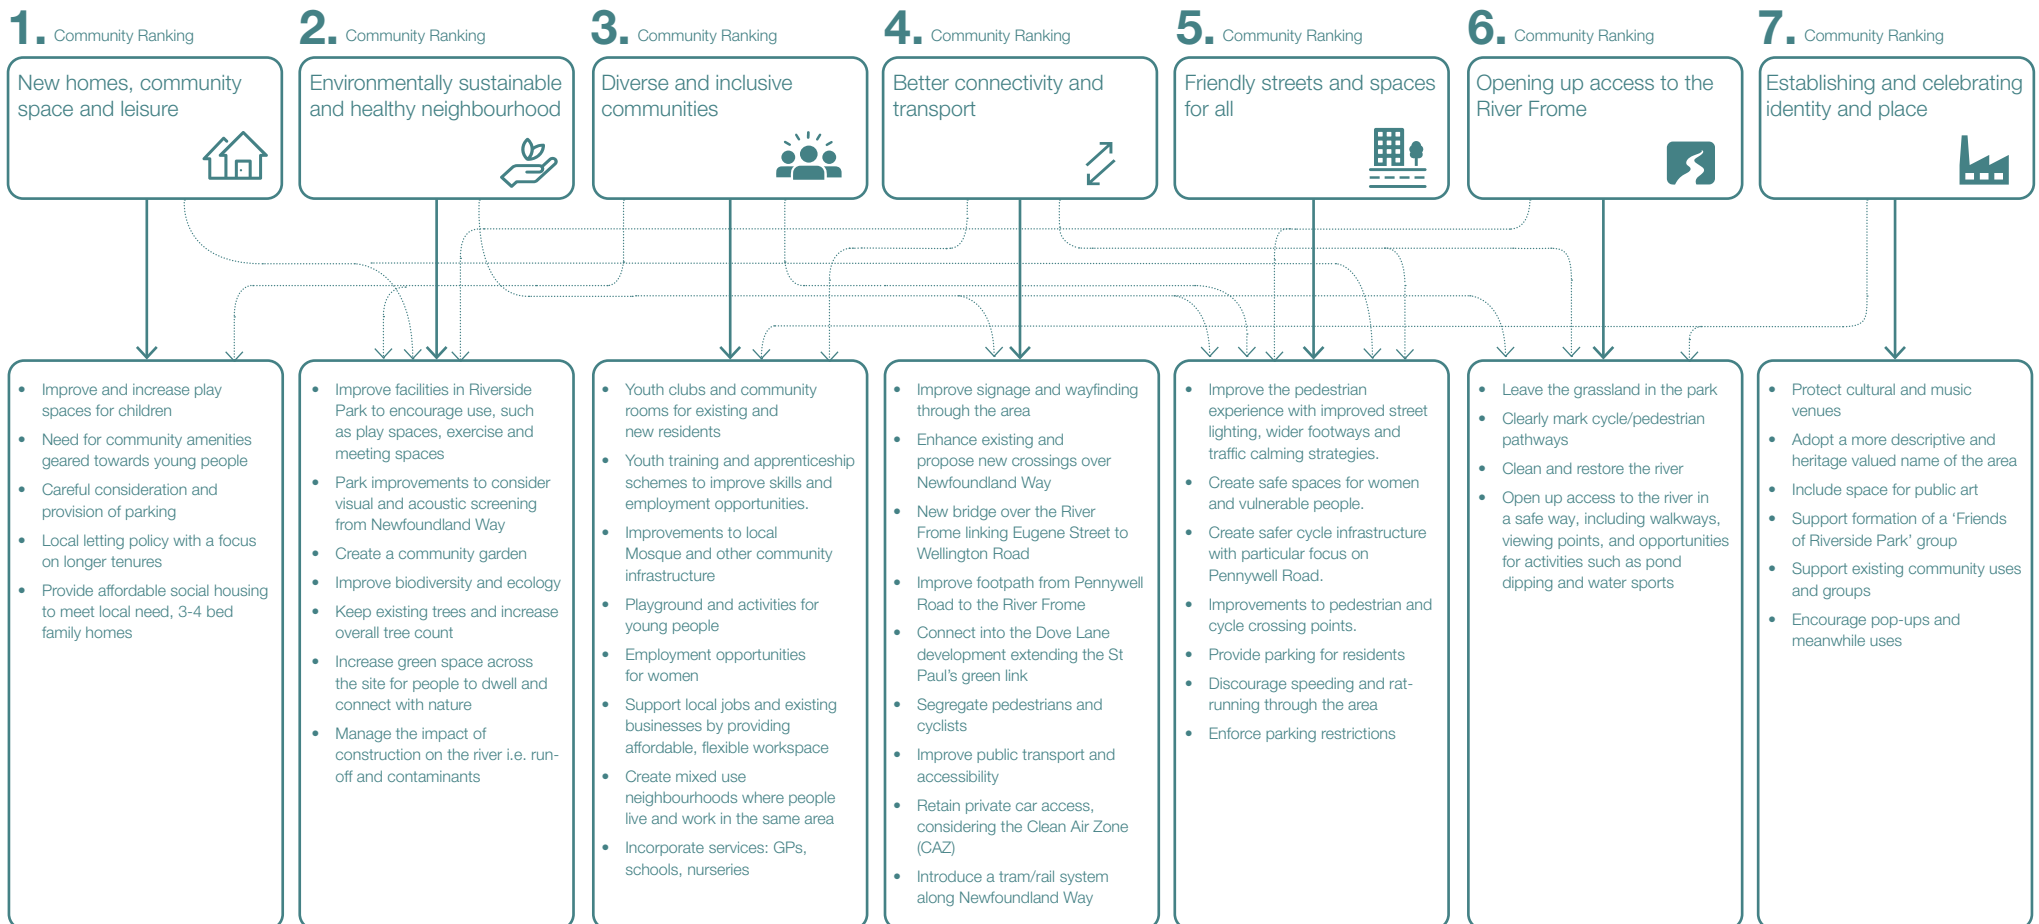 1. Community Ranking
New homes, community
space and leisure
2. Community Ranking
Environmentally sustainable
and healthy neighbourhood
3. Community Ranking
Diverse and inclusive
communities
4. Community Ranking
Better connectivity and
transport
5. Community Ranking
Friendly streets and spaces
for all
6. Community Ranking
Opening up access to the
River Frome
7. Community Ranking
Establishing and celebrating
identity and place
• Improve and increase play
spaces for children
• Need for community amenities
geared towards young people
• Careful consideration and
provision of parking
• Local letting policy with a focus
on longer tenures
• Provide affordable social housing
to meet local need, 3-4 bed
family homes
• Improve facilities in Riverside
Park to encourage use, such
as play spaces, exercise and
meeting spaces
• Park improvements to consider
visual and acoustic screening
from Newfoundland Way
• Create a community garden
• Improve biodiversity and ecology
• Keep existing trees and increase
overall tree count
• Increase green space across
the site for people to dwell and
connect with nature
• Manage the impact of
construction on the river i.e. run-
off and contaminants
• Youth clubs and community
rooms for existing and
new residents
• Youth training and apprenticeship
schemes to improve skills and
employment opportunities.
• Improvements to local
Mosque and other community
infrastructure
• Playground and activities for
young people
• Employment opportunities
for women
• Support local jobs and existing
businesses by providing
affordable, flexible workspace
• Create mixed use
neighbourhoods where people
live and work in the same area
• Incorporate services: GPs,
schools, nurseries
• Improve signage and wayfinding
through the area
• Enhance existing and
propose new crossings over
Newfoundland Way
• New bridge over the River
Frome linking Eugene Street to
Wellington Road
• Improve footpath from Pennywell
Road to the River Frome
• Connect into the Dove Lane
development extending the St
Paul's green link
• Segregate pedestrians and
cyclists
• Improve public transport and
accessibility
• Retain private car access,
considering the Clean Air Zone
(CAZ)
• Introduce a tram/rail system
along Newfoundland Way
• Improve the pedestrian
experience with improved street
lighting, wider footways and
traffic calming strategies.
• Create safe spaces for women
and vulnerable people.
• Create safer cycle infrastructure
with particular focus on
Pennywell Road.
• Improvements to pedestrian and
cycle crossing points.
• Provide parking for residents
• Discourage speeding and rat-
running through the area
• Enforce parking restrictions
• Leave the grassland in the park
• Clearly mark cycle/pedestrian
pathways
• Clean and restore the river
• Open up access to the river in
a safe way, including walkways,
viewing points, and opportunities
for activities such as pond
dipping and water sports
• Protect cultural and music
venues
• Adopt a more descriptive and
heritage valued name of the area
• Include space for public art
• Support formation of a 'Friends
of Riverside Park' group
• Support existing community uses
and groups
• Encourage pop-ups and
meanwhile uses